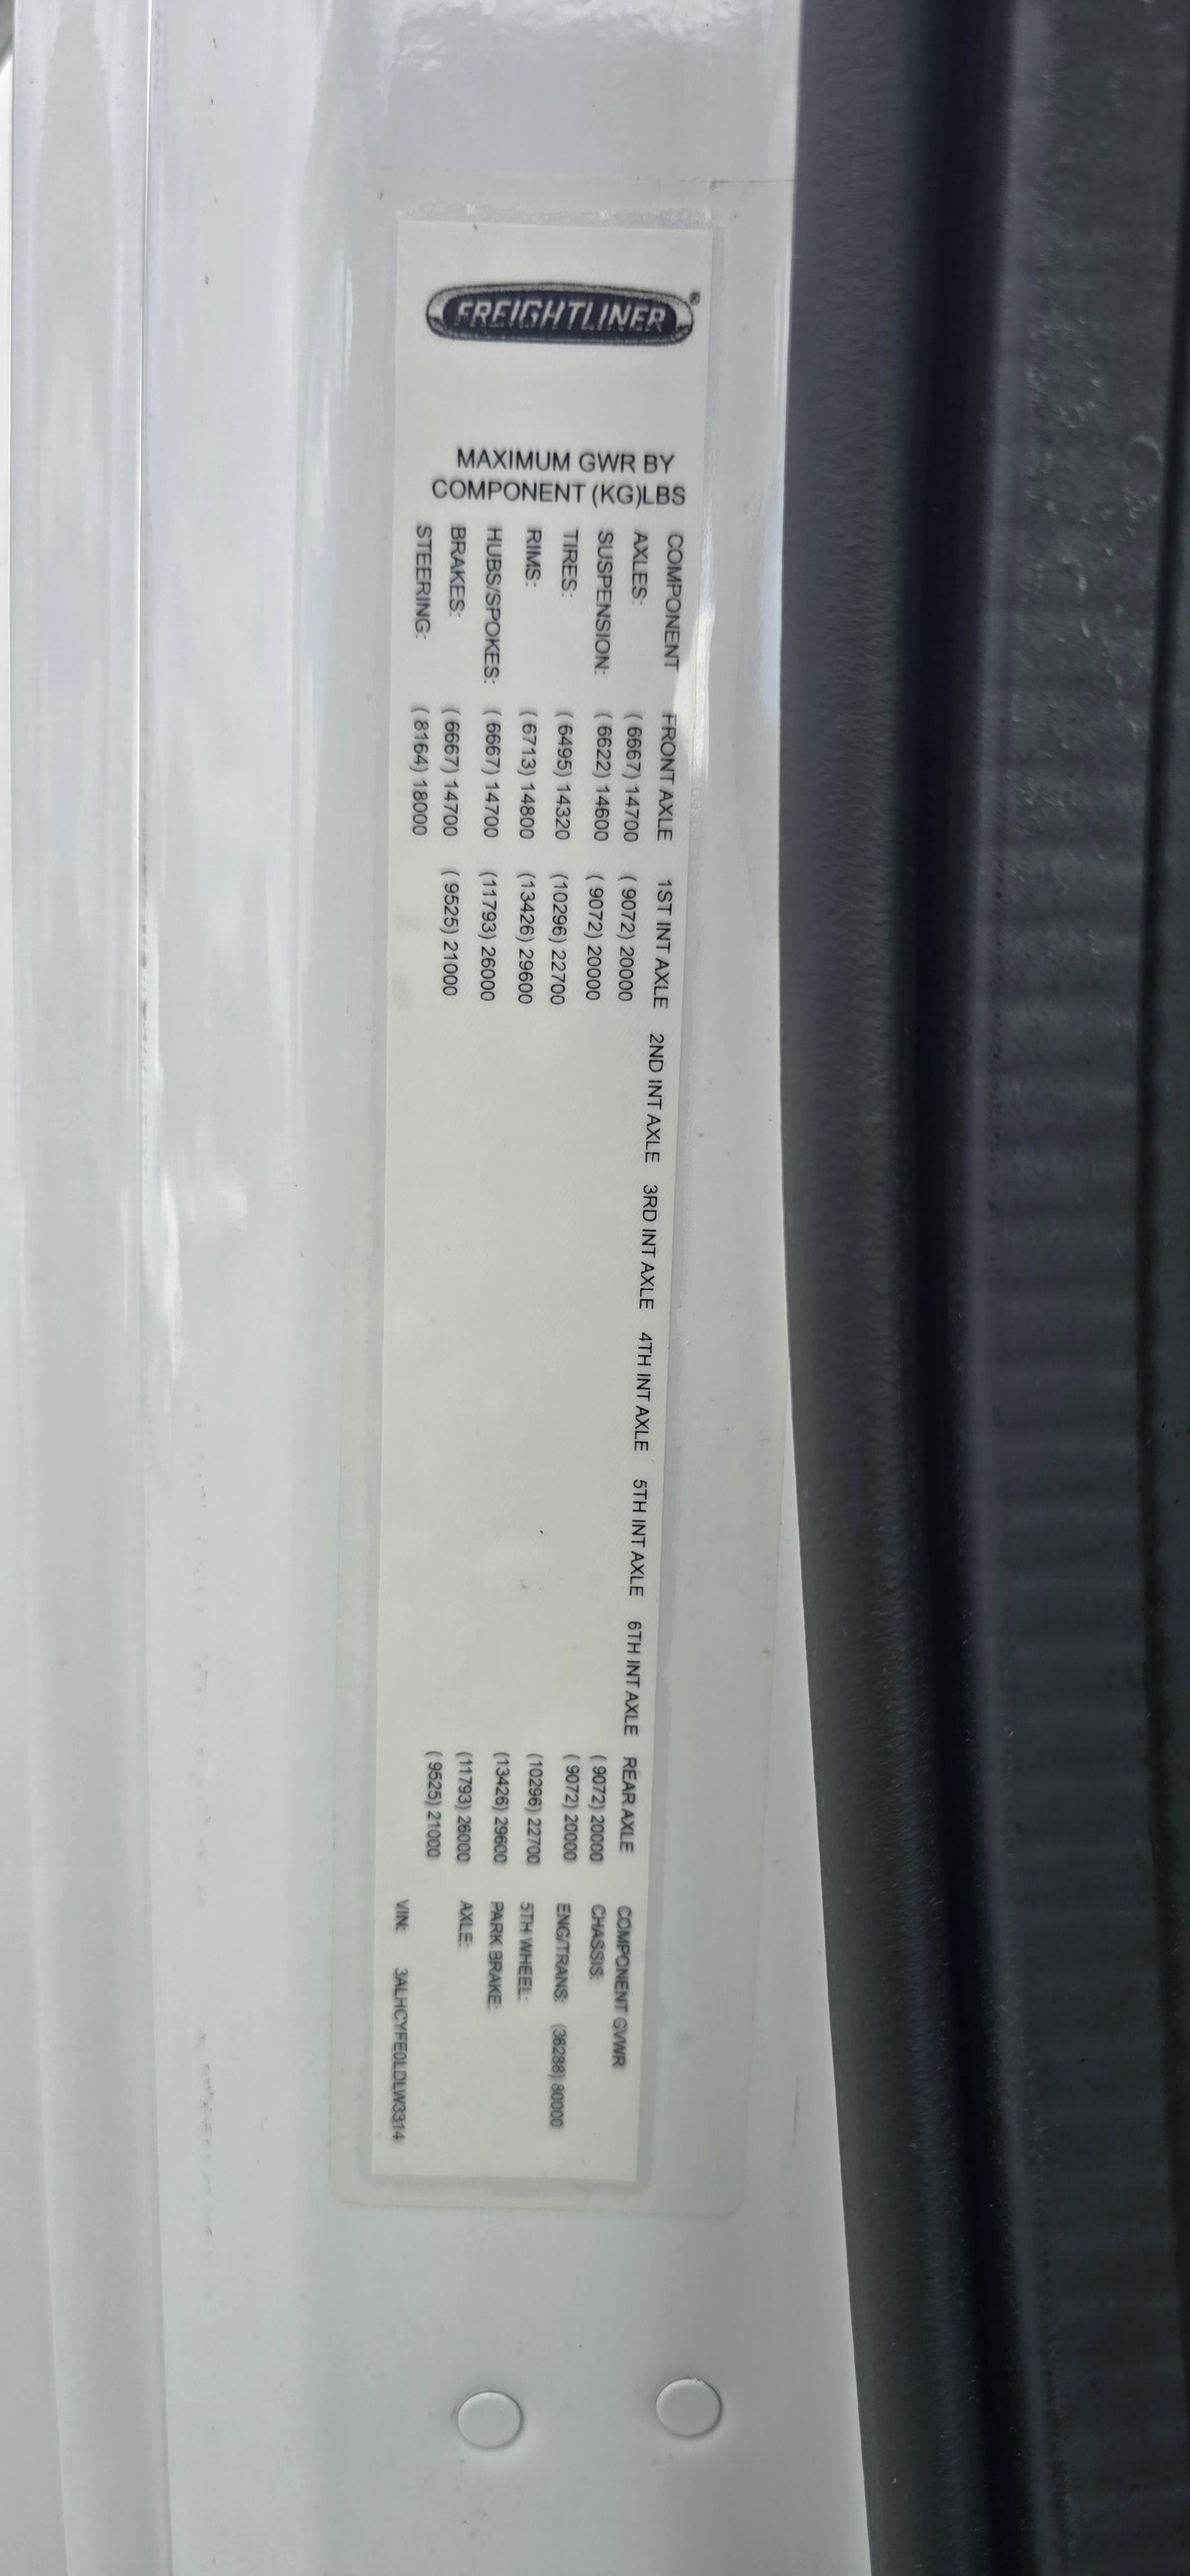 FREIGHTLINER®
MAXIMUM GWR BY
COMPONENT (KG)LBS
COMPONENT FRONT AXLE 1ST INT AXLE 2ND INT AXLE 3RD INT AXLE 4TH INT AXLE 5TH INT AXLE 6TH INT AXLE REAR AXLE COMPONENT GVWR
AXLES: ( 6667) 14700 ( 9072) 20000 ( 9072) 20000 CHASSIS:
SUSPENSION: ( 6622) 14600 ( 9072) 20000 ( 9072) 20000 ENG/TRANS: (36288) 80000
TIRES: ( 6495) 14320 (10296) 22700 (10296) 22700 5TH WHEEL:
RIMS: ( 6713) 14800 (13426) 29600 (13426) 29600 PARK BRAKE:
HUBS/SPOKES: ( 6667) 14700 (11793) 26000 (11793) 26000 AXLE:
BRAKES: ( 6667) 14700 ( 9525) 21000 ( 9525) 21000
STEERING: ( 8164) 18000 VIN: 3ALHCYFE0LDLW3314